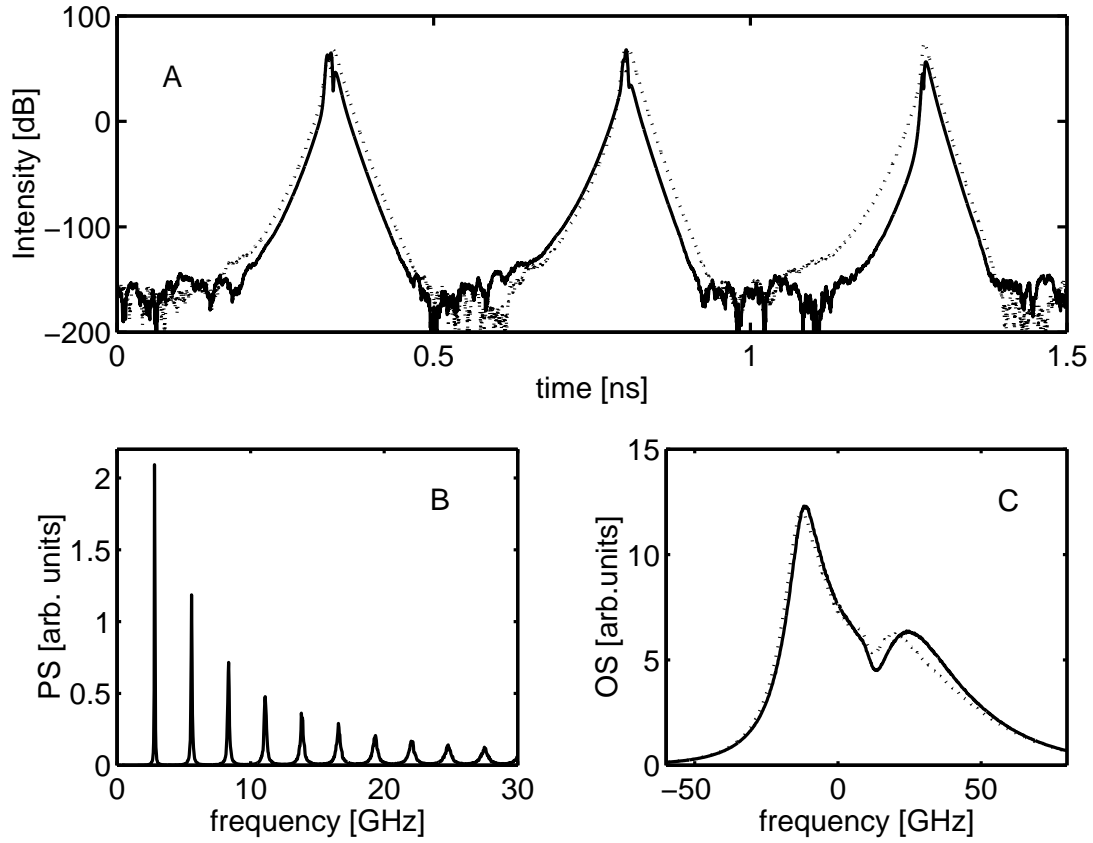 100
0
−100
−200
Intensity [dB]
A
0
0.5
1
1.5
time [ns]
2
1.5
1
0.5
0
PS [arb. units]
B
0
10
20
30
frequency [GHz]
15
10
5
0
OS [arb.units]
C
−50
0
50
frequency [GHz]